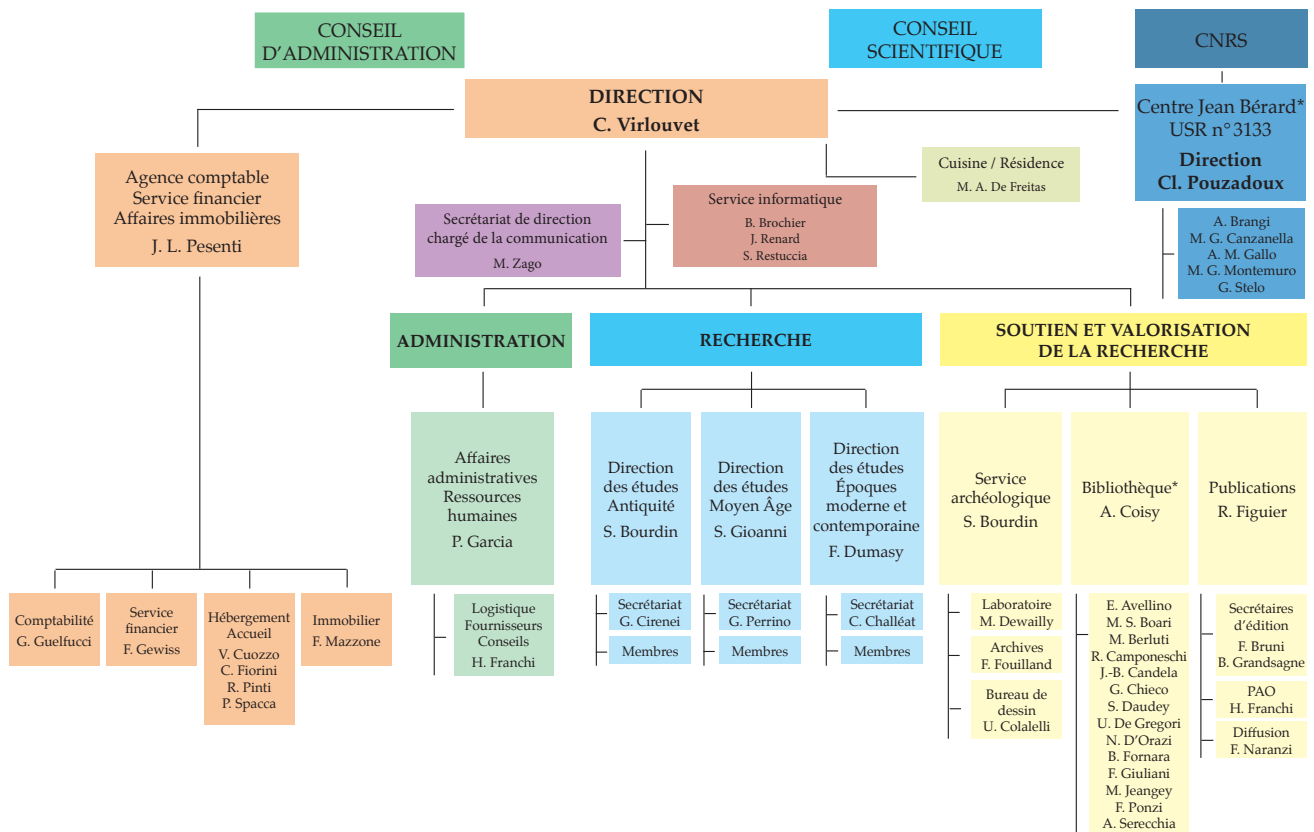 CONSEIL
D'ADMINISTRATION
CONSEIL
SCIENTIFIQUE
CNRS
DIRECTION
C. Virlouvet
Centre Jean Bérard*
USR n° 3133
Direction
Cl. Pouzadoux
A. Brangi
M. G. Canzanella
A. M. Gallo
M. G. Montemuro
G. Stelo
Agence comptable
Service financier
Affaires immobilières
J. L. Pesenti
Cuisine / Résidence
M. A. De Freitas
Secrétariat de direction
chargé de la communication
M. Zago
Service informatique
B. Brochier
J. Renard
S. Restuccia
ADMINISTRATION
RECHERCHE
SOUTIEN ET VALORISATION
DE LA RECHERCHE
Affaires
administratives
Ressources
humaines
P. Garcia
Direction
des études
Antiquité
S. Bourdin
Direction
des études
Moyen Âge
S. Gioanni
Direction
des études
Époques
moderne et
contemporaine
F. Dumasy
Service
archéologique
S. Bourdin
Bibliothèque*
A. Coisy
Publications
R. Figuier
Comptabilité
G. Guelfucci
Service
financier
F. Gewiss
Hébergement
Accueil
V. Cuozzo
C. Fiorini
R. Pinti
P. Spacca
Immobilier
F. Mazzone
Logistique
Fournisseurs
Conseils
H. Franchi
Secrétariat
G. Cirenei
Membres
Secrétariat
G. Perrino
Membres
Secrétariat
C. Challéat
Membres
Laboratoire
M. Dewailly
Archives
F. Fouilland
Bureau de
dessin
U. Colalelli
E. Avellino
M. S. Boari
M. Berluti
R. Camponeschi
J.-B. Candela
G. Chieco
S. Daudey
U. De Gregori
N. D'Orazi
B. Fornara
F. Giuliani
M. Jeangey
F. Ponzi
A. Serecchia
Secrétaires
d'édition
F. Bruni
B. Grandsagne
PAO
H. Franchi
Diffusion
F. Naranzi